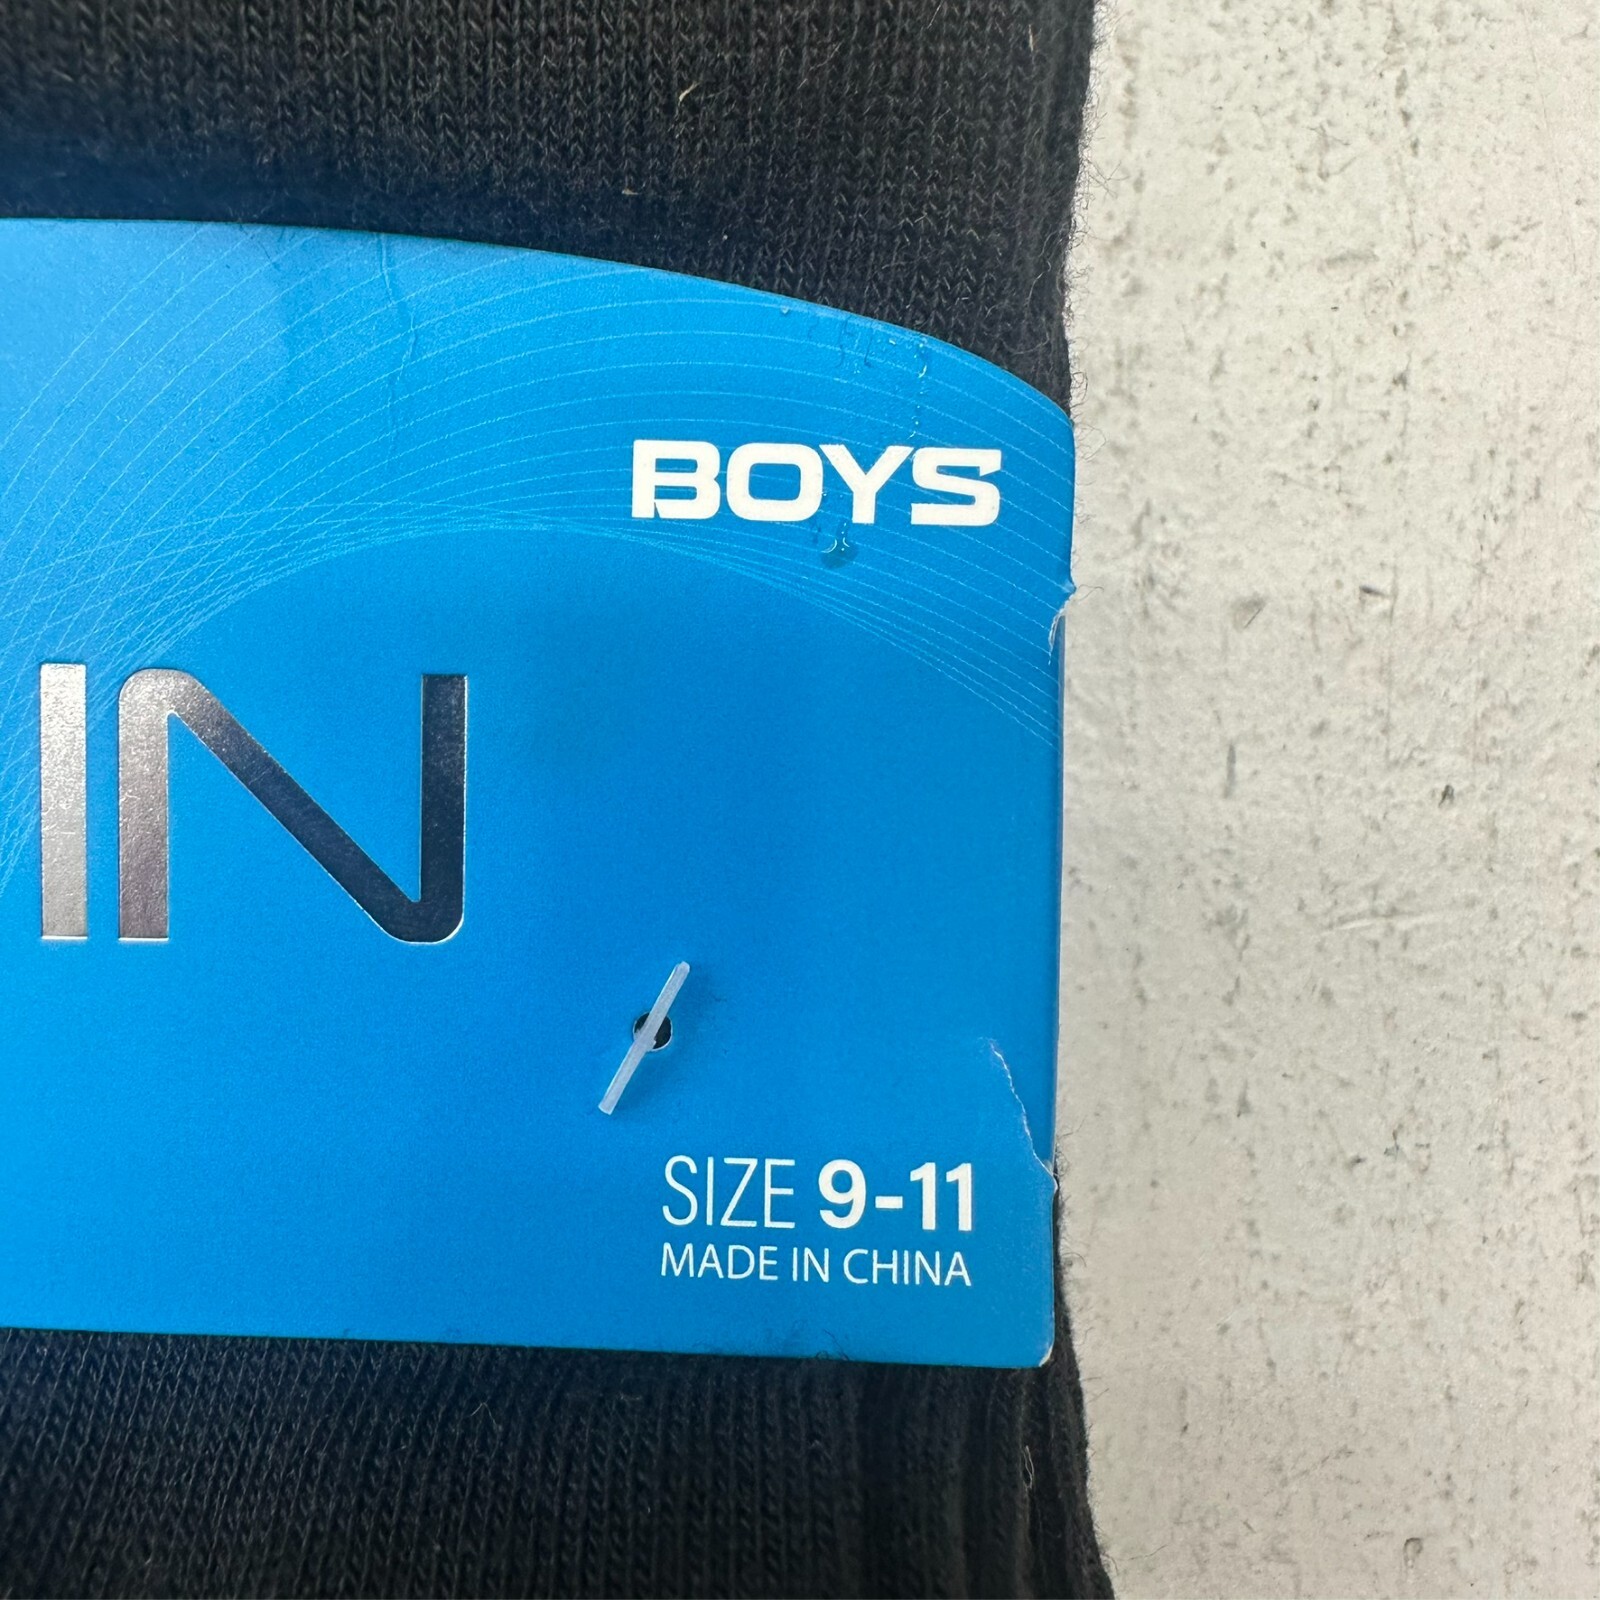 BOYS
IN
SIZE 9-11
MADE IN CHINA